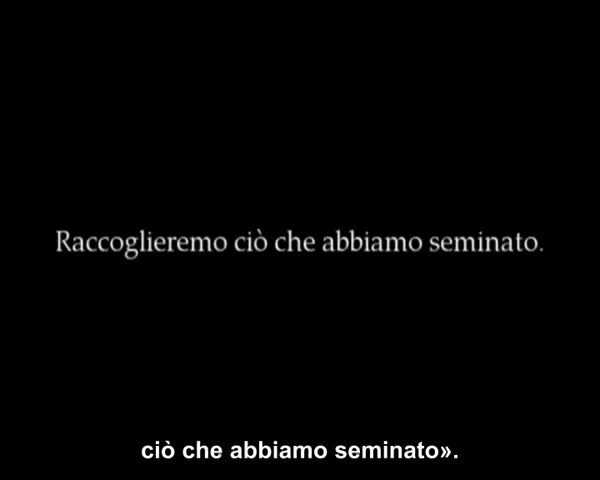 Raccoglieremo ciò che abbiamo seminato.
ciò che abbiamo seminato».